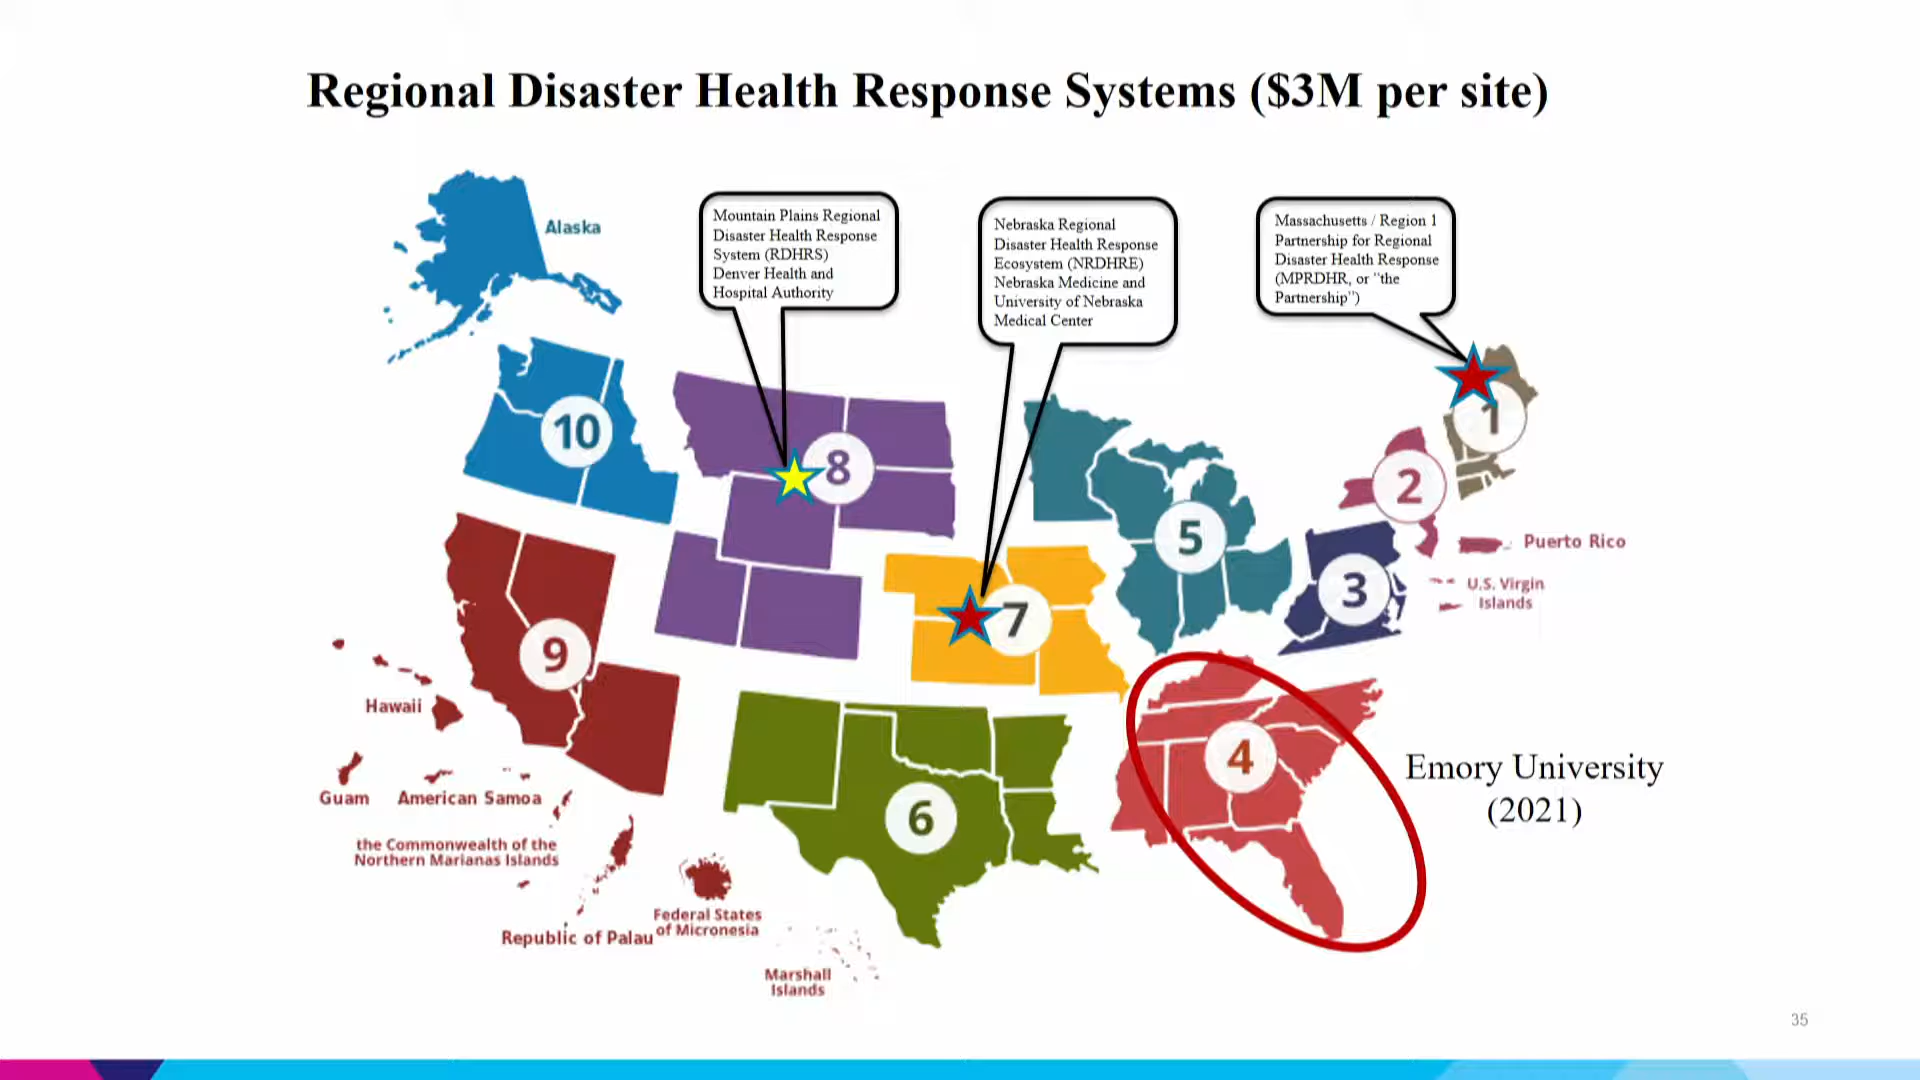 Regional Disaster Health Response Systems ($3M per site)
Alaska
Mountain Plains Regional
Disaster Health Response
System (RDHRS)
Denver Health and
Hospital Authority
Nebraska Regional
Disaster Health Response
Ecosystem (NRDHRE)
Nebraska Medicine and
University of Nebraska
Medical Center
Massachusetts / Region 1
Partnership for Regional
Disaster Health Response
(MPRDHR, or "the
Partnership")
10
8
1
2
5
3
Puerto Rico
U.S. Virgin
Islands
9
7
Hawaii
4
Emory University
(2021)
6
Guam
American Samoa
the Commonwealth of the
Northern Marianas Islands
Republic of Palau
Federal States
of Micronesia
Marshall
Islands
35